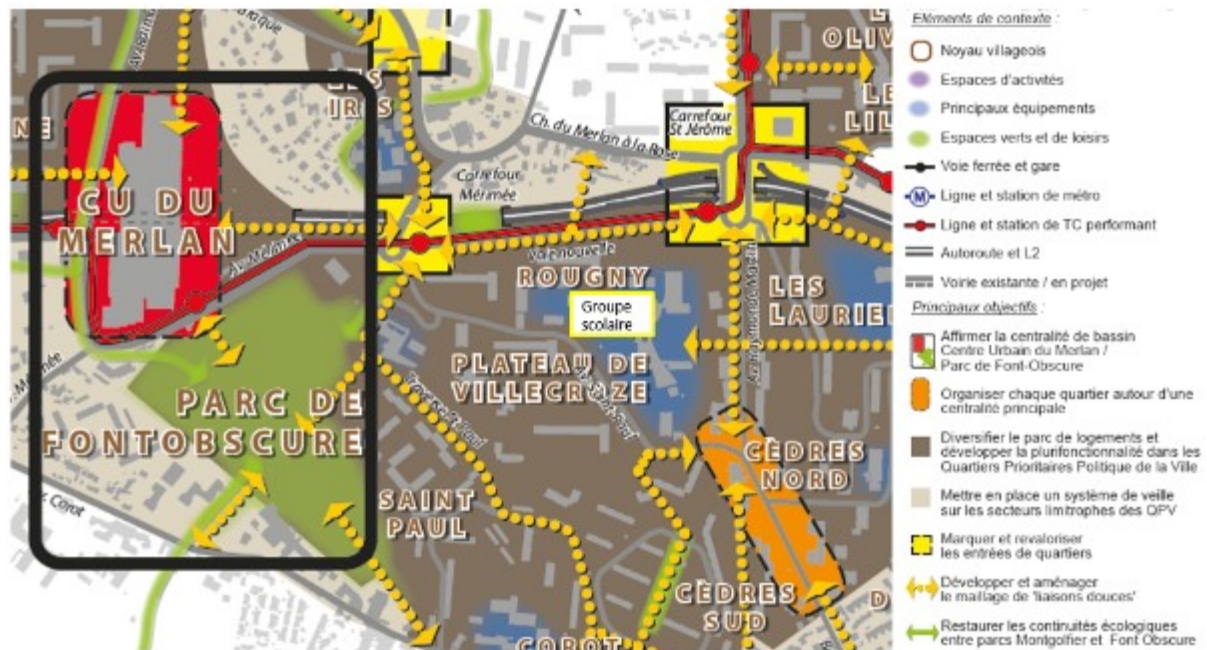 OLIV
LES
IRIS
LE
LIL
NE
Carrefour
St Jérôme
Ch. du Merlan à la Rose
Carrefour
Mérimée
CU DU
MERLAN
Av. Mérimée
Voie nouvelle
ROUGNY
Groupe
scolaire
LES
LAURIE
PLATEAU DE
VILLECROZE
PARC DE
FONTOBSCURE
Traverse St Paul
Corot
SAINT
PAUL
CÈDRES
NORD
CÈDRES
SUD
D
COROT
Eléments de contexte :
Noyau villageois
Espaces d'activités
Principaux équipements
Espaces verts et de loisirs
Voie ferrée et gare
M
Ligne et station de métro
Ligne et station de TC performant
Autoroute et L2
Voirie existante / en projet
Principaux objectifs :
Affirmer la centralité de bassin
Centre Urbain du Merlan /
Parc de Font-Obscure
Organiser chaque quartier autour d'une
centralité principale
Diversifier le parc de logements et
développer la plurifonctionnalité dans les
Quartiers Prioritaires Politique de la Ville
Mettre en place un système de veille
sur les secteurs limitrophes des QPV
Marquer et revaloriser
les entrées de quartiers
Développer et aménager
le maillage de 'liaisons douces'
Restaurer les continuités écologiques
entre parcs Montgolfier et Font Obscure